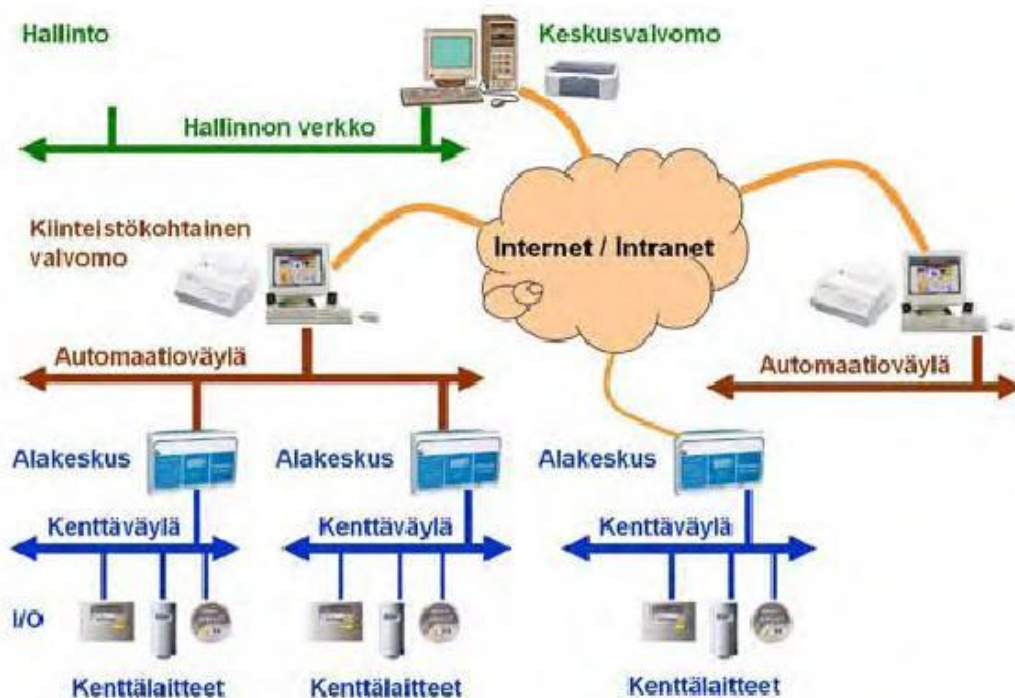 Hallinto
Keskusvalvomo
Hallinnon verkko
Kiinteistökohtainen
valvomo
Internet / Intranet
Automaatioväylä
Automaatioväylä
Alakeskus
Alakeskus
Alakeskus
Kenttäväylä
Kenttäväylä
Kenttäväylä
I/O
Kenttälaitteet
Kenttälaitteet
Kenttälaitteet